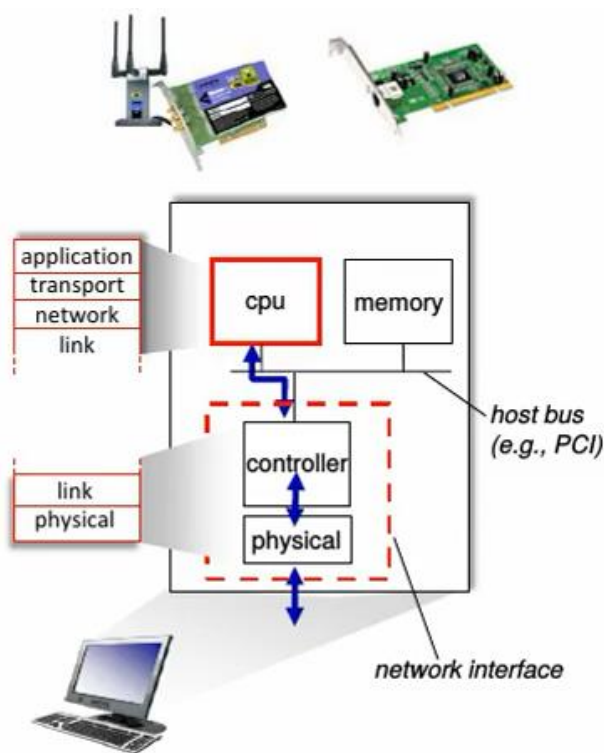 application
transport
network
link
cpu
memory
host bus
(e.g., PCI)
controller
link
physical
physical
network interface